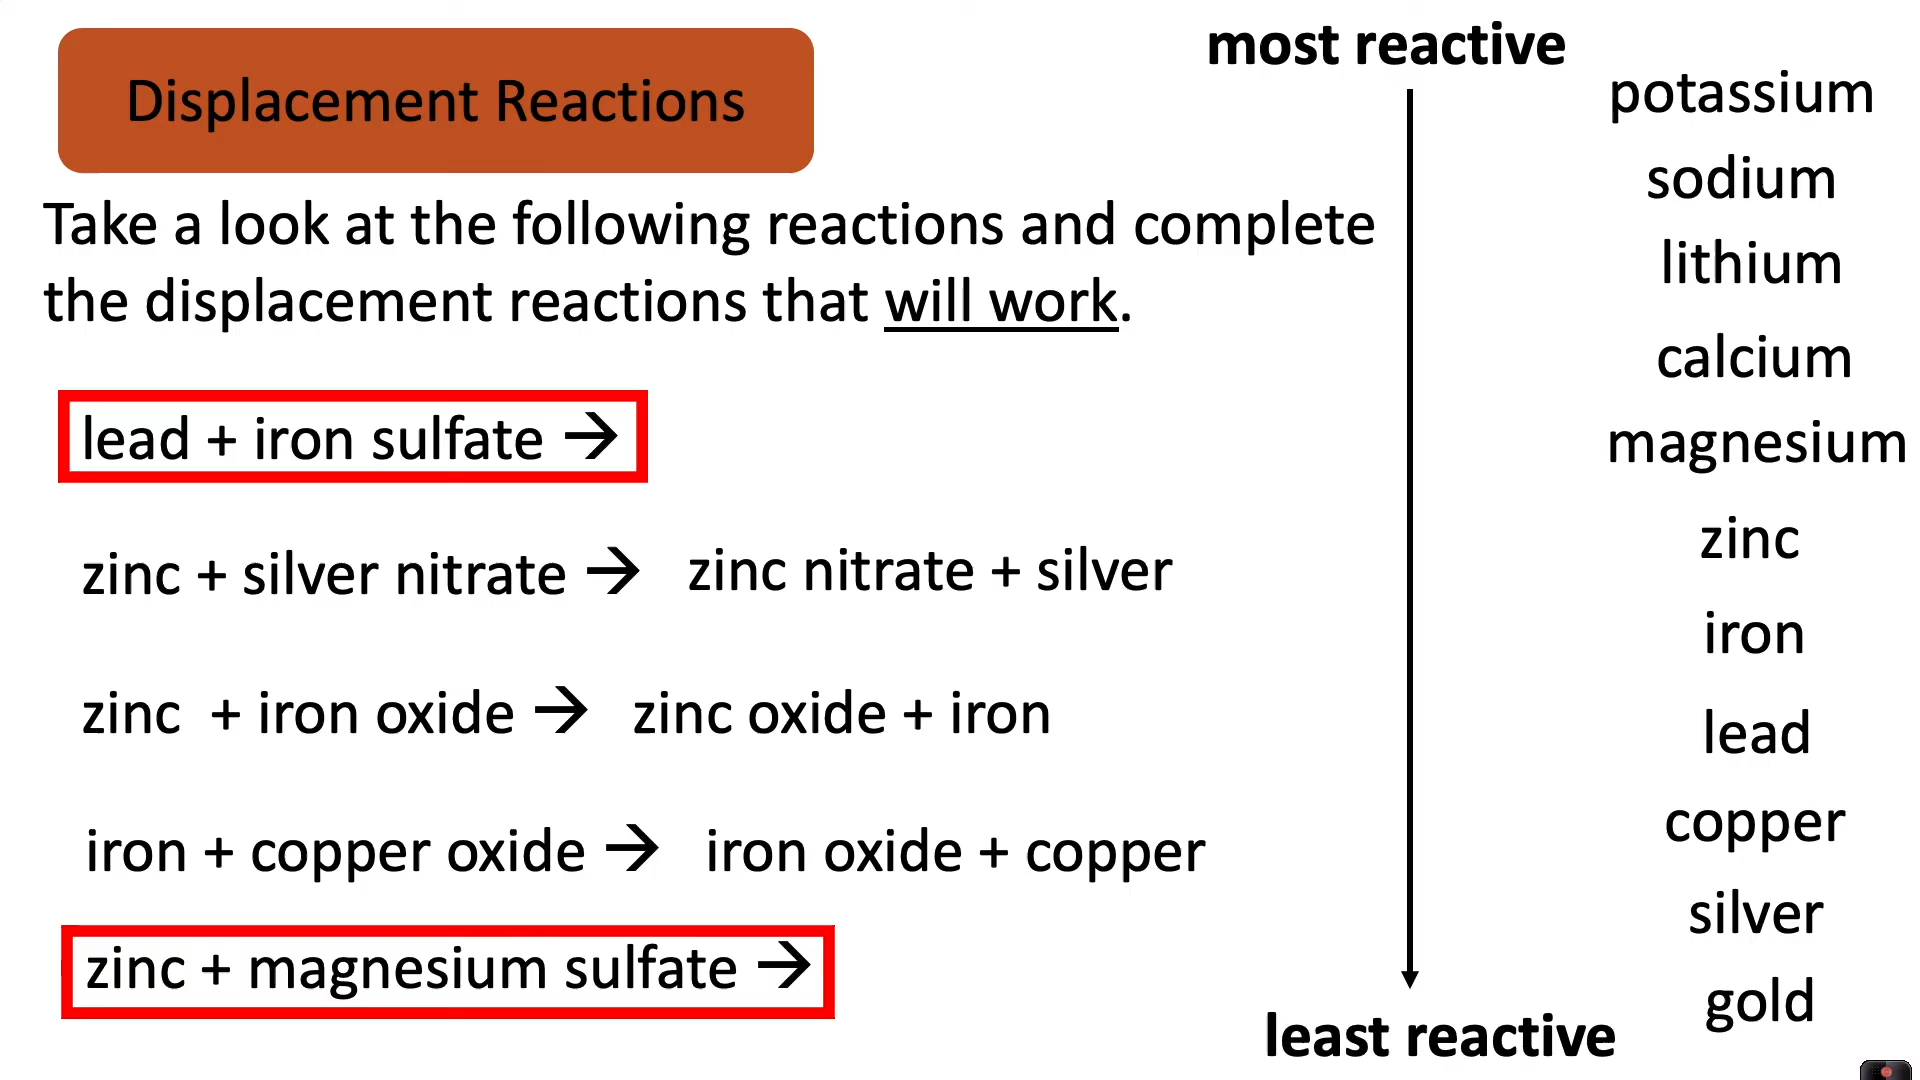 Displacement Reactions
Take a look at the following reactions and complete
the displacement reactions that will work.
lead + iron sulfate →
zinc + silver nitrate → zinc nitrate + silver
zinc + iron oxide → zinc oxide + iron
iron + copper oxide → iron oxide + copper
zinc + magnesium sulfate →
most reactive
least reactive
potassium
sodium
lithium
calcium
magnesium
zinc
iron
lead
copper
silver
gold